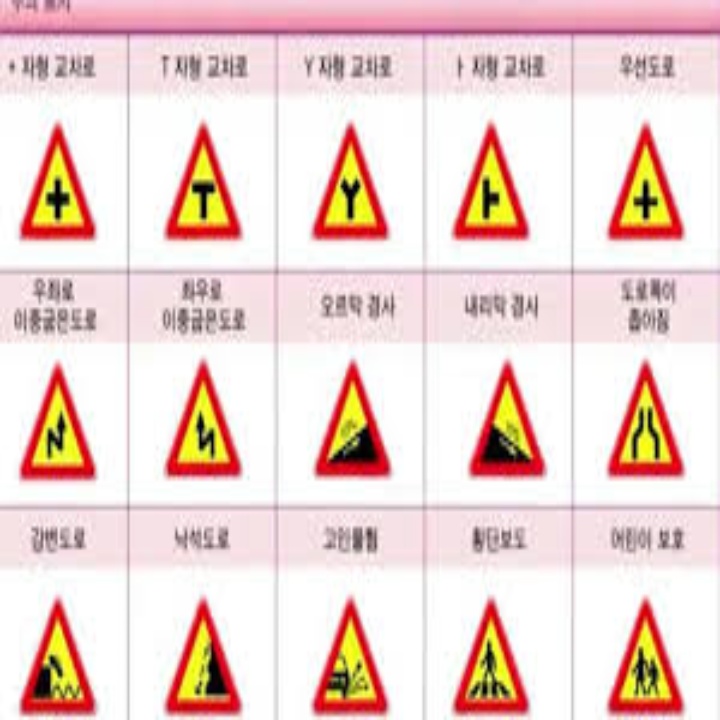 + 자형 교차로
T 자형 교차로
Y 자형 교차로
ㅏ 자형 교차로
우선도로
우좌로
이중굽은도로
좌우로
이중굽은도로
오르막 경사
내리막 경사
도로폭이
좁아짐
강변도로
낙석도로
고인물튐
횡단보도
어린이 보호